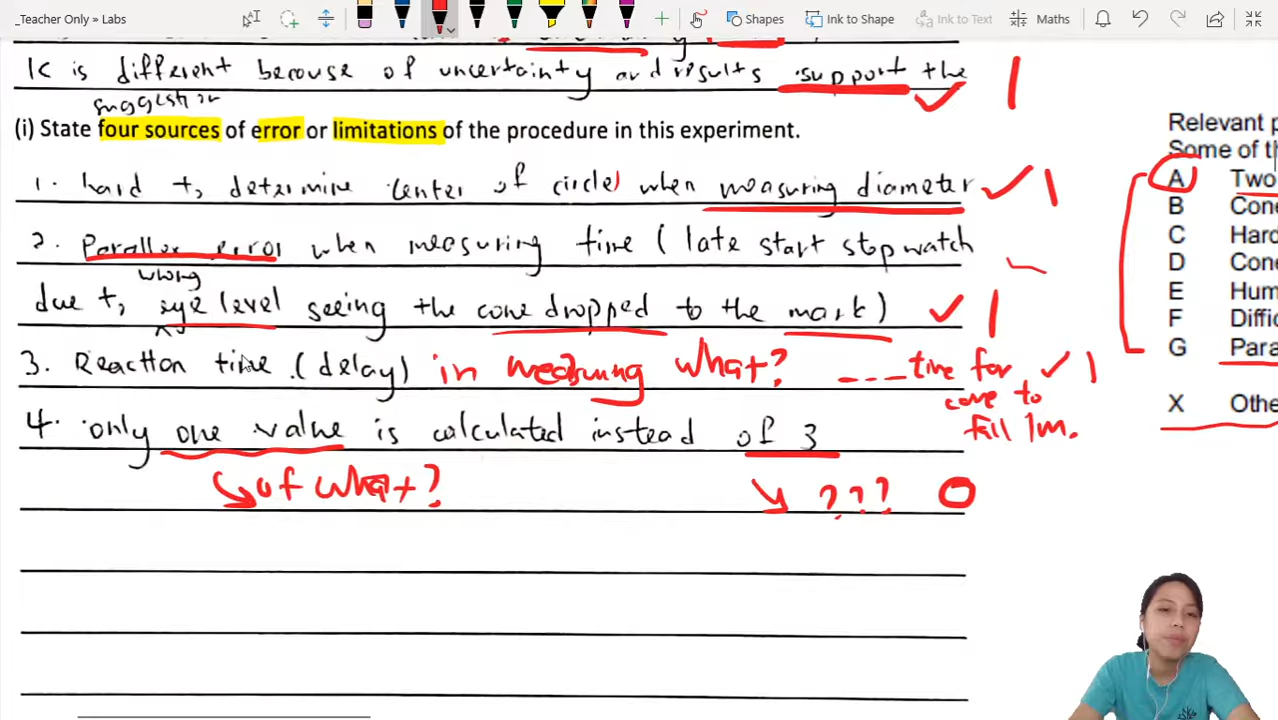 _Teacher Only » Labs
Shapes
Ink to Shape
Ink to Text
Maths
K is different because of uncertainty and results support the
suggestion
1
(i) State four sources of error or limitations of the procedure in this experiment.
1. hard to determine center of circle when measuring diameter
1
2. Parallax error when measuring time (late start stopwatch
wrong
due to eye level seeing the cone dropped to the mark)
1
3. Reaction time (delay) in measuring what? ---- time for
1
cone to
fall 1m.
4. only one value is calculated instead of 3
of what?
??? 0
Relevant p
Some of th
A Two
B Cone
C Hard
D Cone
E Hum
F Diffic
G Para
X Othe